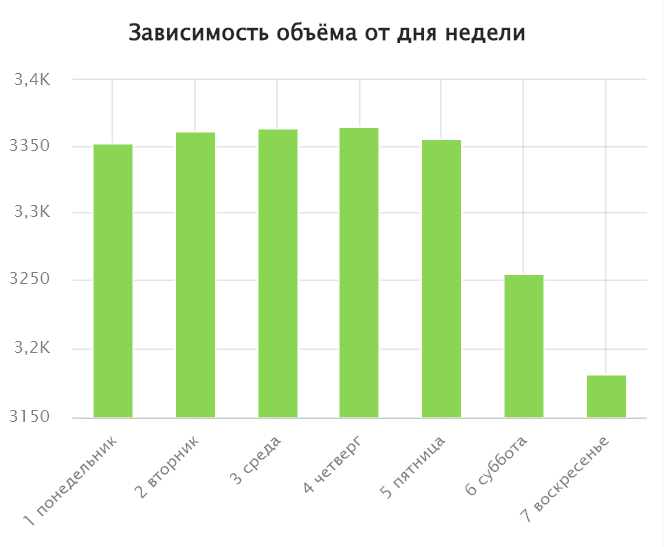 Зависимость объёма от дня недели
3,4K
3350
3,3K
3250
3,2K
3150
1 понедельник
2 вторник
3 среда
4 четверг
5 пятница
6 суббота
7 воскресенье